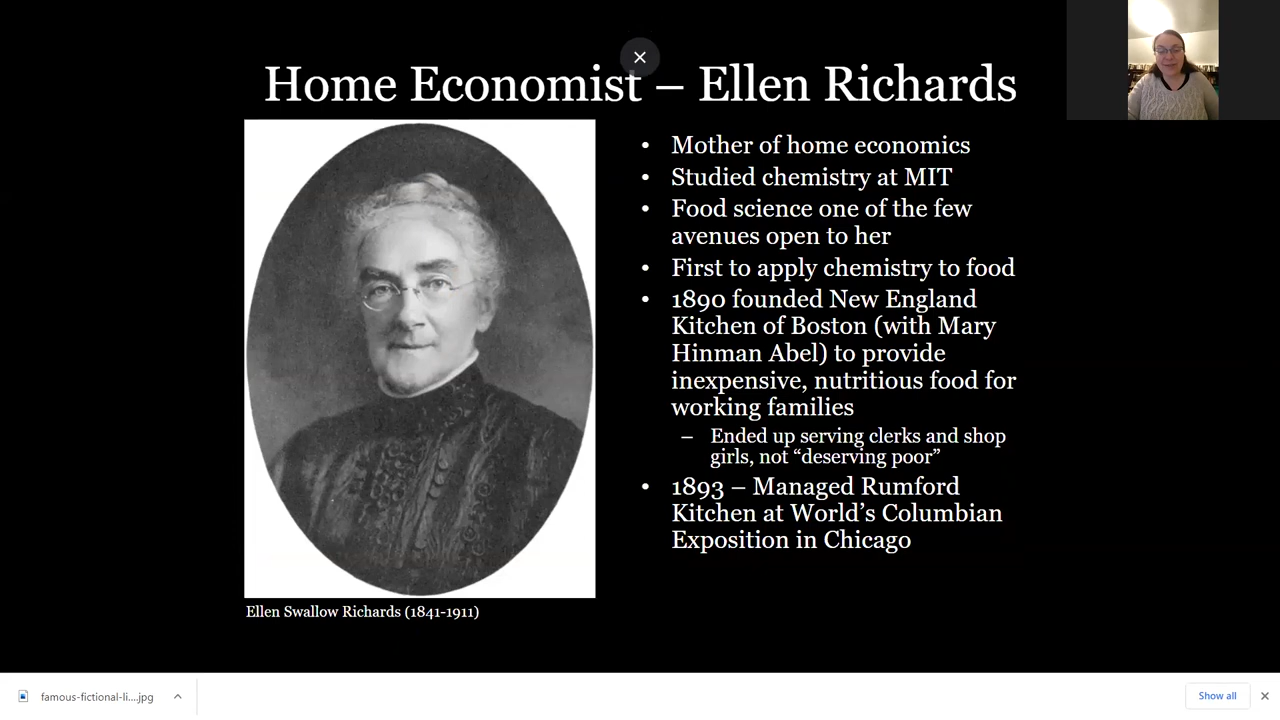 Home Economist – Ellen Richards
• Mother of home economics
• Studied chemistry at MIT
• Food science one of the few
avenues open to her
• First to apply chemistry to food
• 1890 founded New England
Kitchen of Boston (with Mary
Hinman Abel) to provide
inexpensive, nutritious food for
working families
– Ended up serving clerks and shop
girls, not “deserving poor”
• 1893 – Managed Rumford
Kitchen at World’s Columbian
Exposition in Chicago
Ellen Swallow Richards (1841-1911)
famous-fictional-li....jpg
Show all